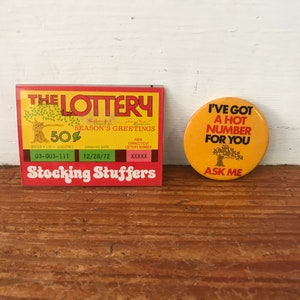 THE LOTTERY
SEASON'S GREETINGS
50¢
03-003-111
12/28/72
XXXXX
Stocking Stuffers
I'VE GOT
A HOT
NUMBER
FOR YOU
ASK ME